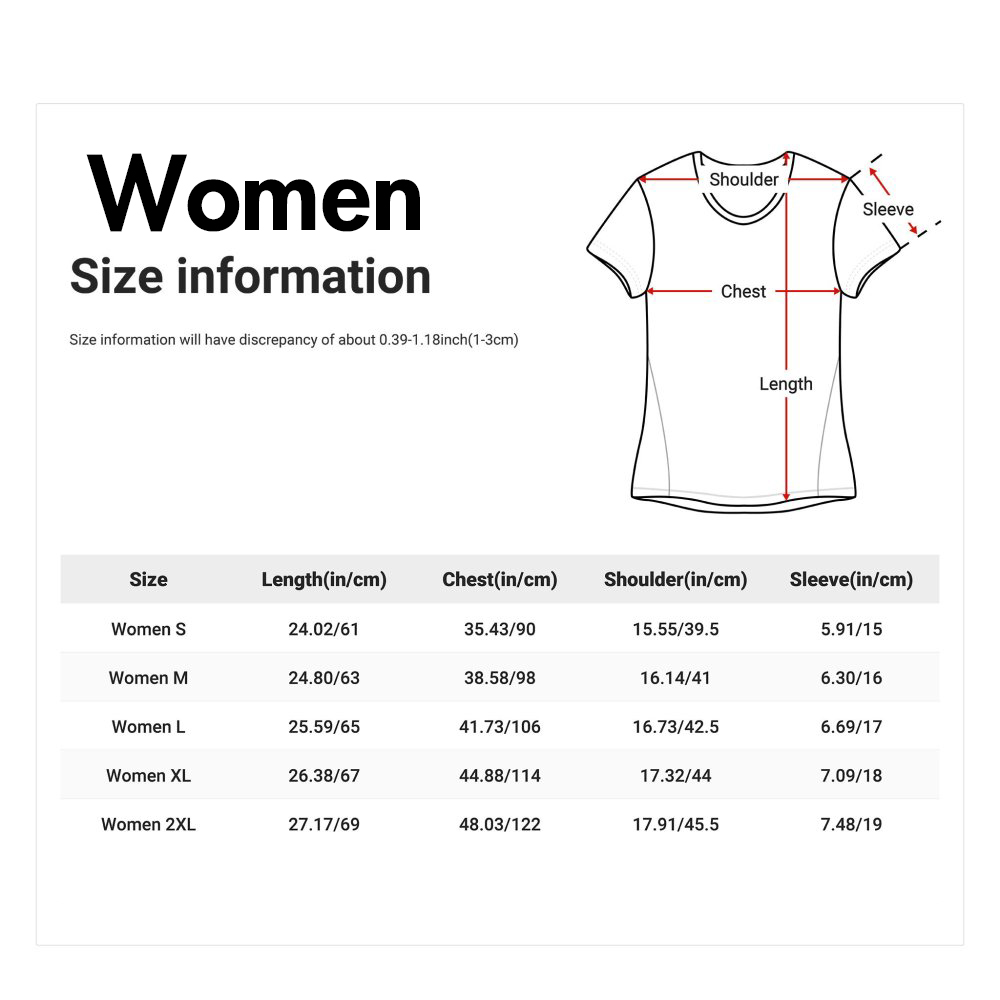 Women
Size information
Size information will have discrepancy of about 0.39-1.18inch(1-3cm)
Shoulder
Sleeve
Chest
Length
Size Length(in/cm) Chest(in/cm) Shoulder(in/cm) Sleeve(in/cm)
Women S 24.02/61 35.43/90 15.55/39.5 5.91/15
Women M 24.80/63 38.58/98 16.14/41 6.30/16
Women L 25.59/65 41.73/106 16.73/42.5 6.69/17
Women XL 26.38/67 44.88/114 17.32/44 7.09/18
Women 2XL 27.17/69 48.03/122 17.91/45.5 7.48/19